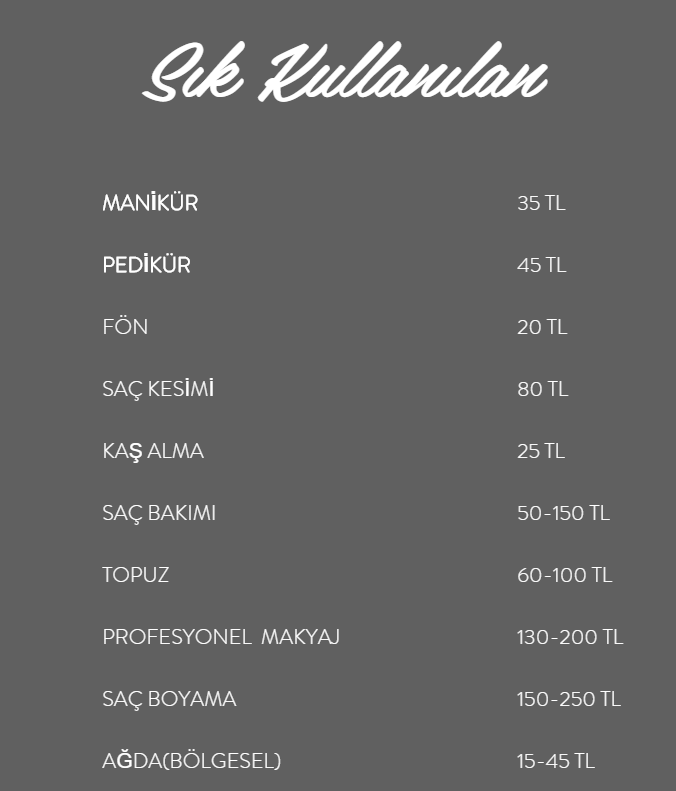 Sık Kullanılan
MANİKÜR 35 TL
PEDİKÜR 45 TL
FÖN 20 TL
SAÇ KESİMİ 80 TL
KAŞ ALMA 25 TL
SAÇ BAKIMI 50-150 TL
TOPUZ 60-100 TL
PROFESYONEL MAKYAJ 130-200 TL
SAÇ BOYAMA 150-250 TL
AĞDA(BÖLGESEL) 15-45 TL